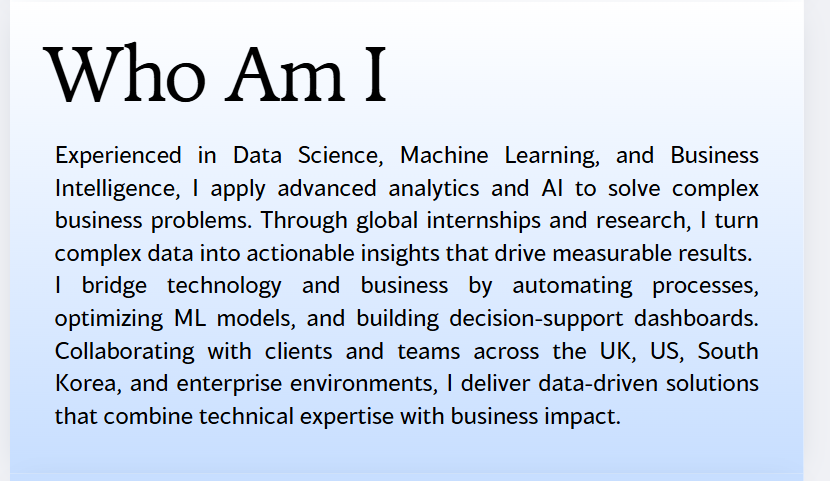 Who Am I
Experienced in Data Science, Machine Learning, and Business
Intelligence, I apply advanced analytics and AI to solve complex
business problems. Through global internships and research, I turn
complex data into actionable insights that drive measurable results.
I bridge technology and business by automating processes,
optimizing ML models, and building decision-support dashboards.
Collaborating with clients and teams across the UK, US, South
Korea, and enterprise environments, I deliver data-driven solutions
that combine technical expertise with business impact.